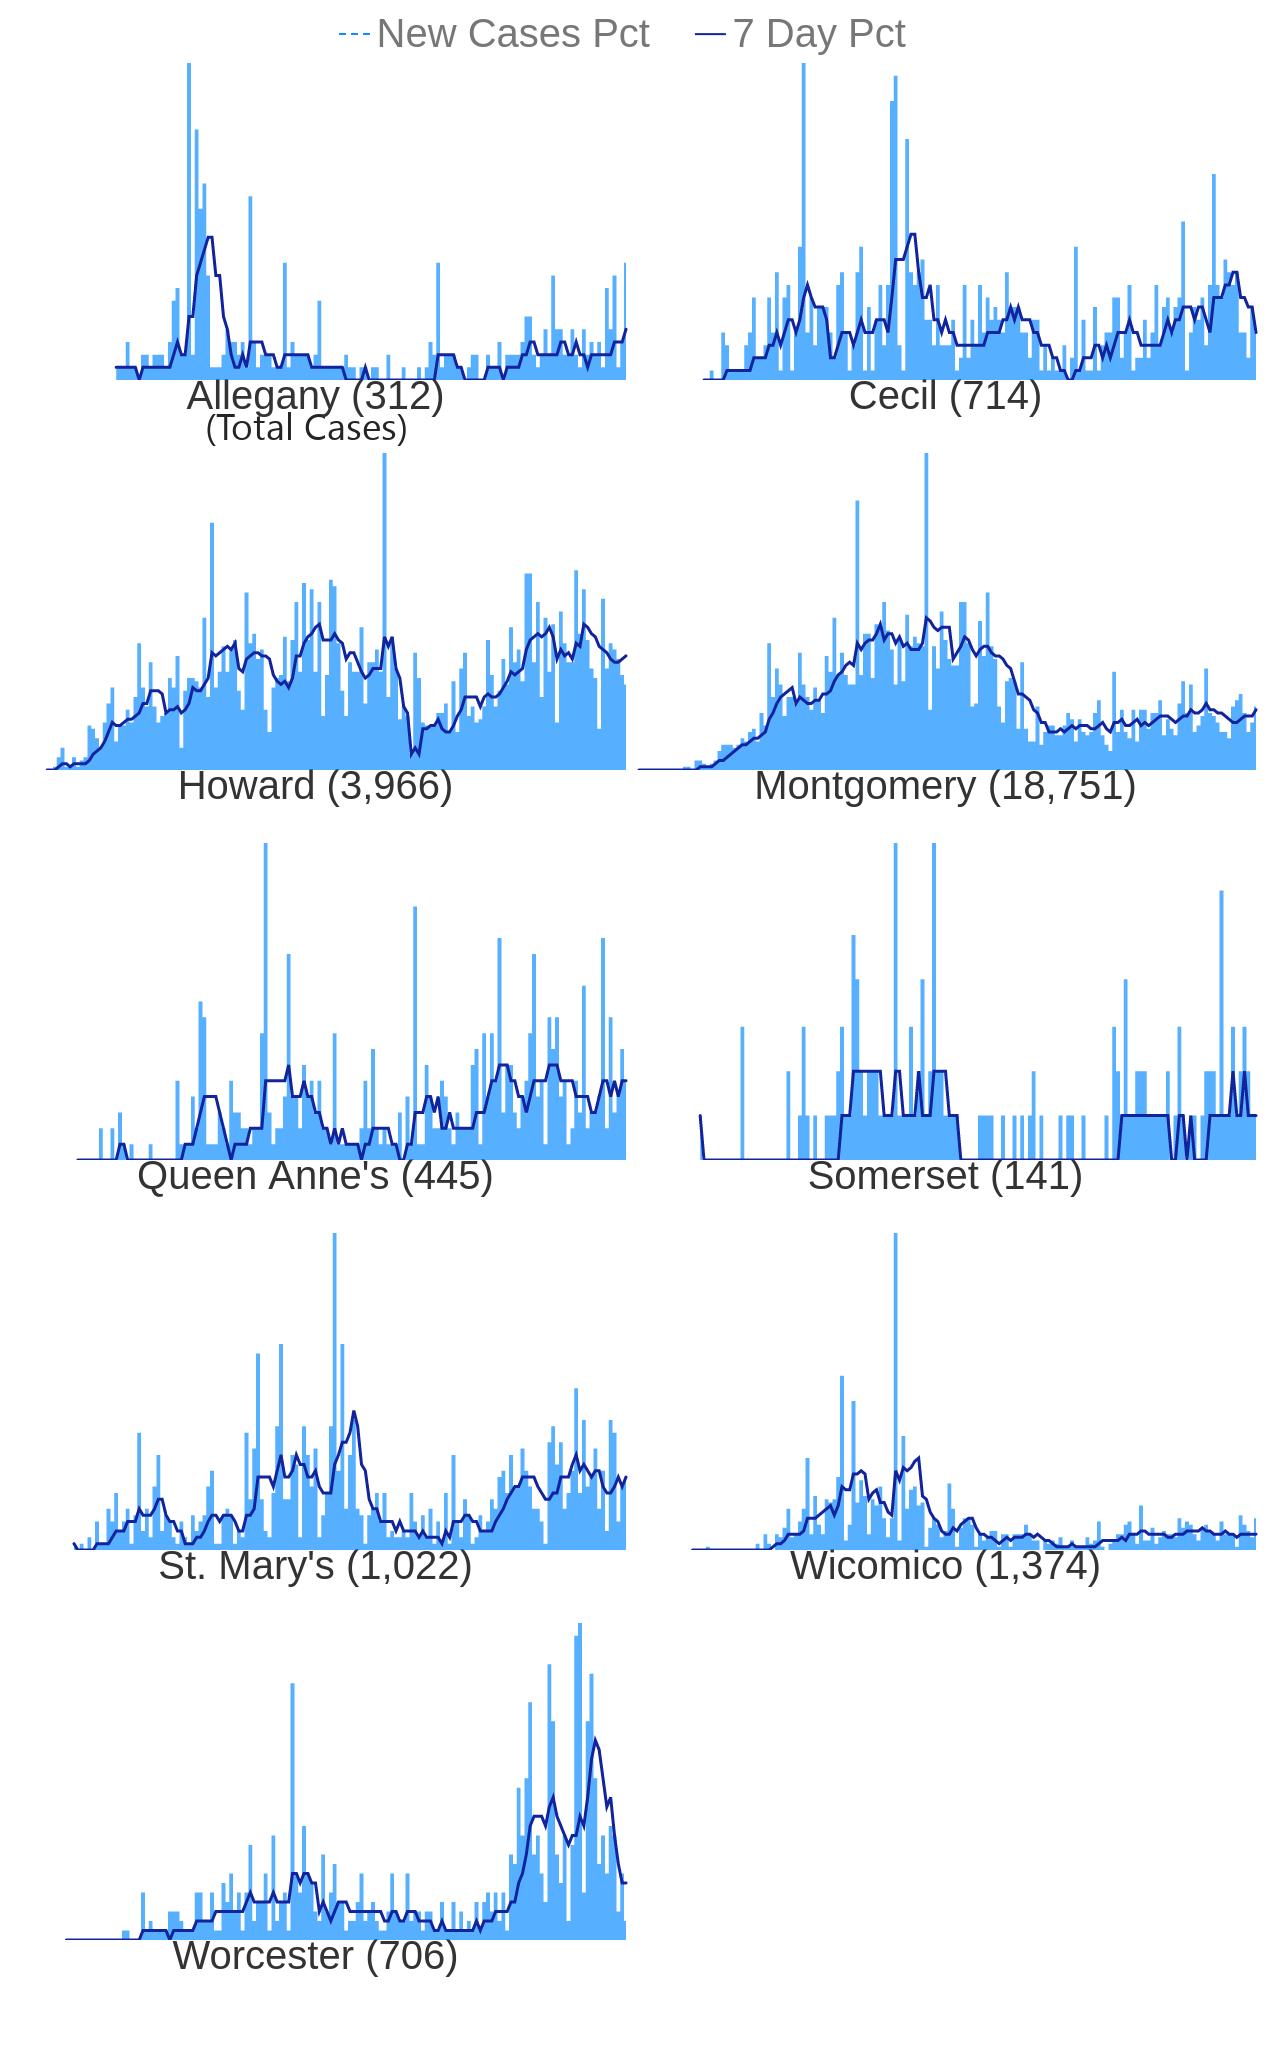 New Cases Pct 7 Day Pct
Allegany (312) Cecil (714)
(Total Cases)
Howard (3,966) Montgomery (18,751)
Queen Anne's (445) Somerset (141)
St. Mary's (1,022) Wicomico (1,374)
Worcester (706)